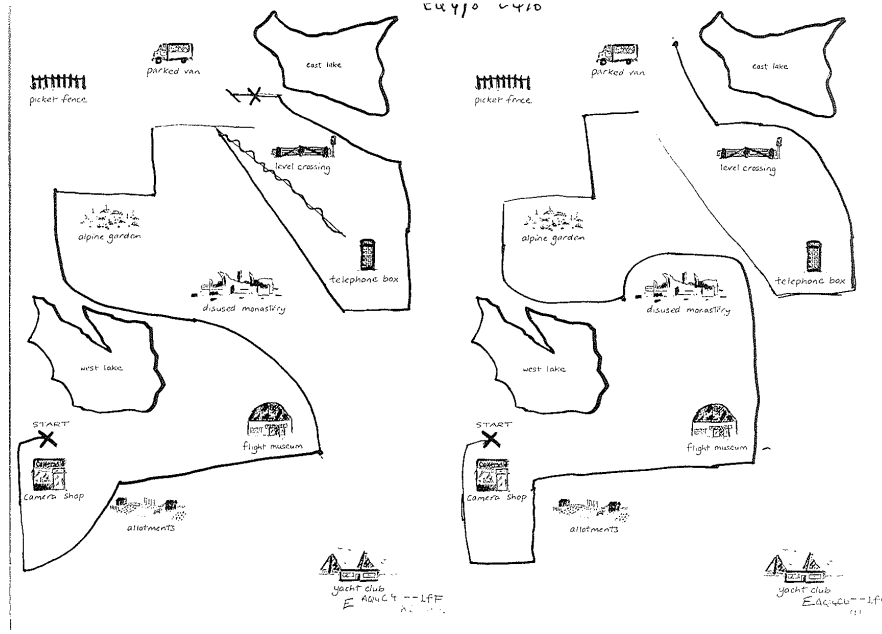 east lake
parked van
picket fence
level crossing
alpine garden
telephone box
disused monastery
west lake
START
flight museum
camera shop
allotments
yacht club
east lake
parked van
picket fence
level crossing
alpine garden
telephone box
disused monastery
west lake
START
flight museum
camera shop
allotments
yacht club